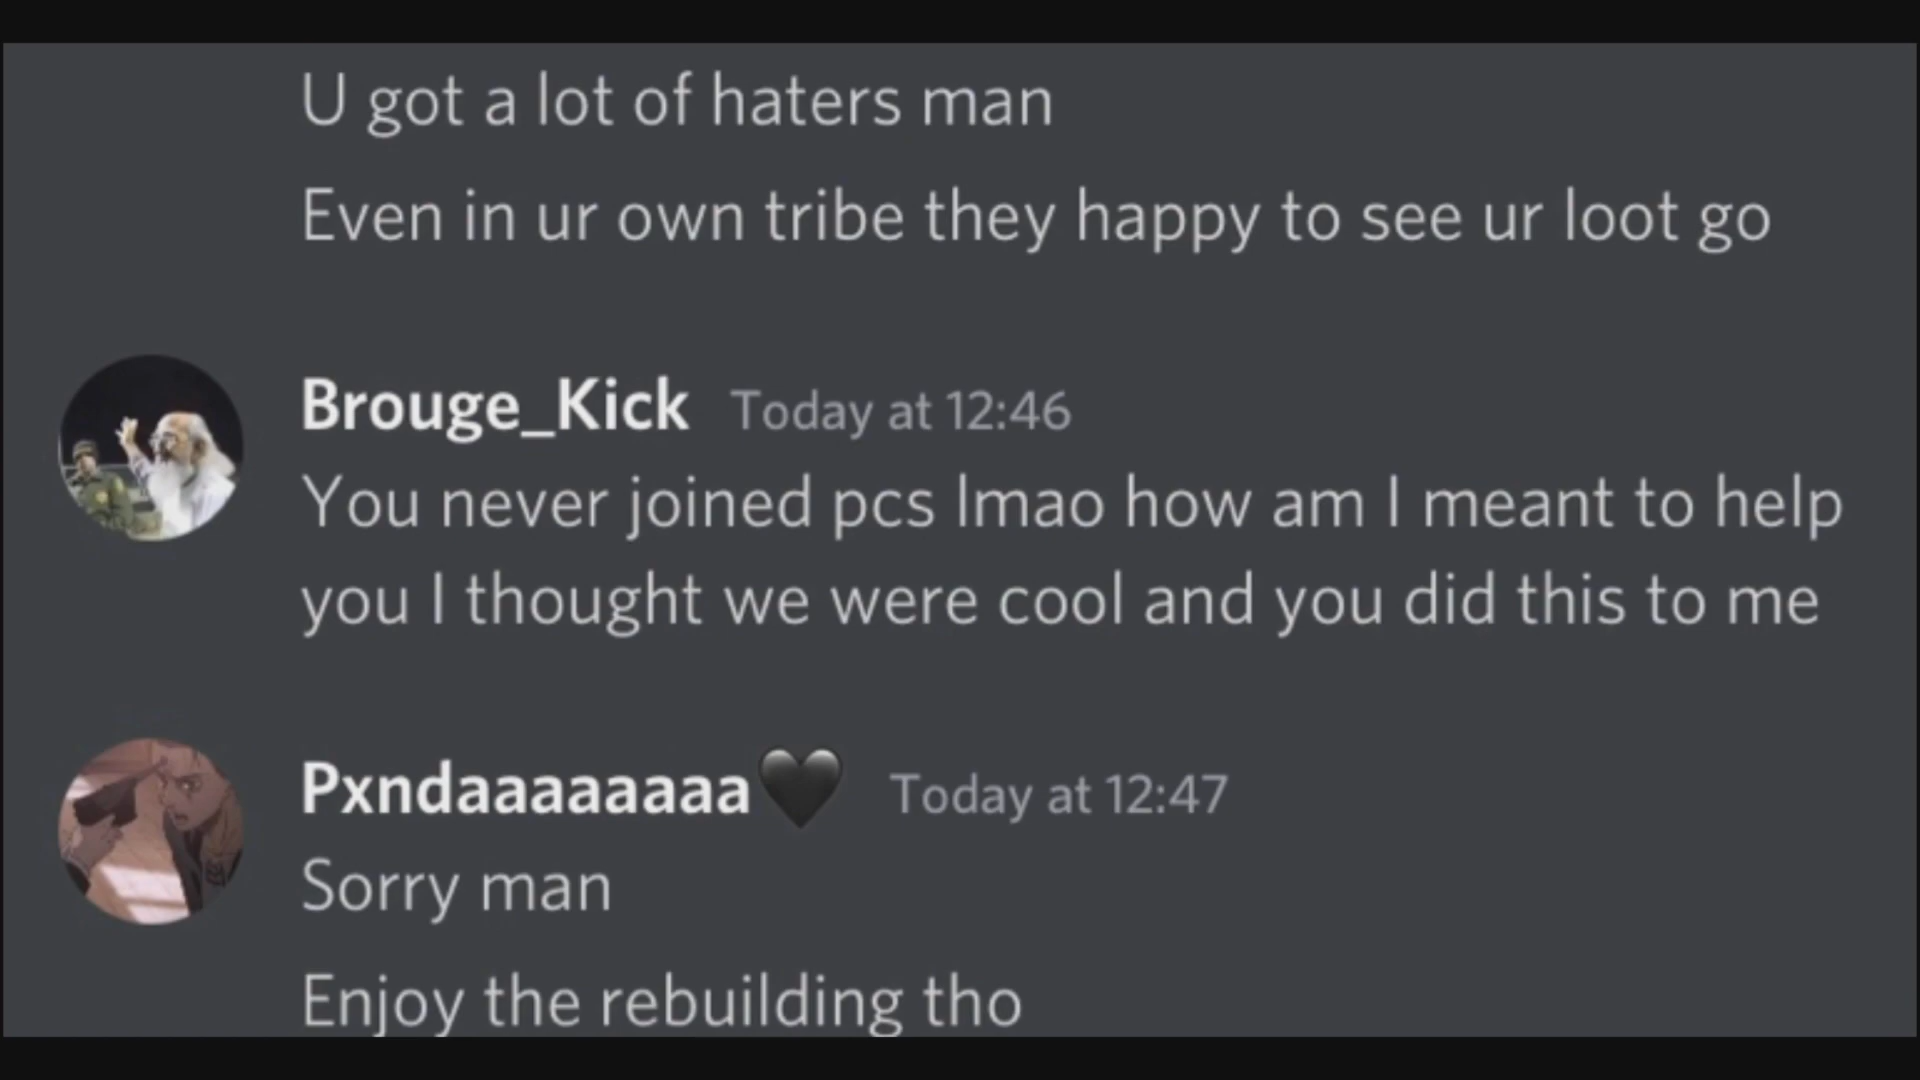 U got a lot of haters man
Even in ur own tribe they happy to see ur loot go
Brouge_Kick Today at 12:46
You never joined pcs lmao how am I meant to help
you I thought we were cool and you did this to me
Pxndaaaaaaaa🖤 Today at 12:47
Sorry man
Enjoy the rebuilding tho